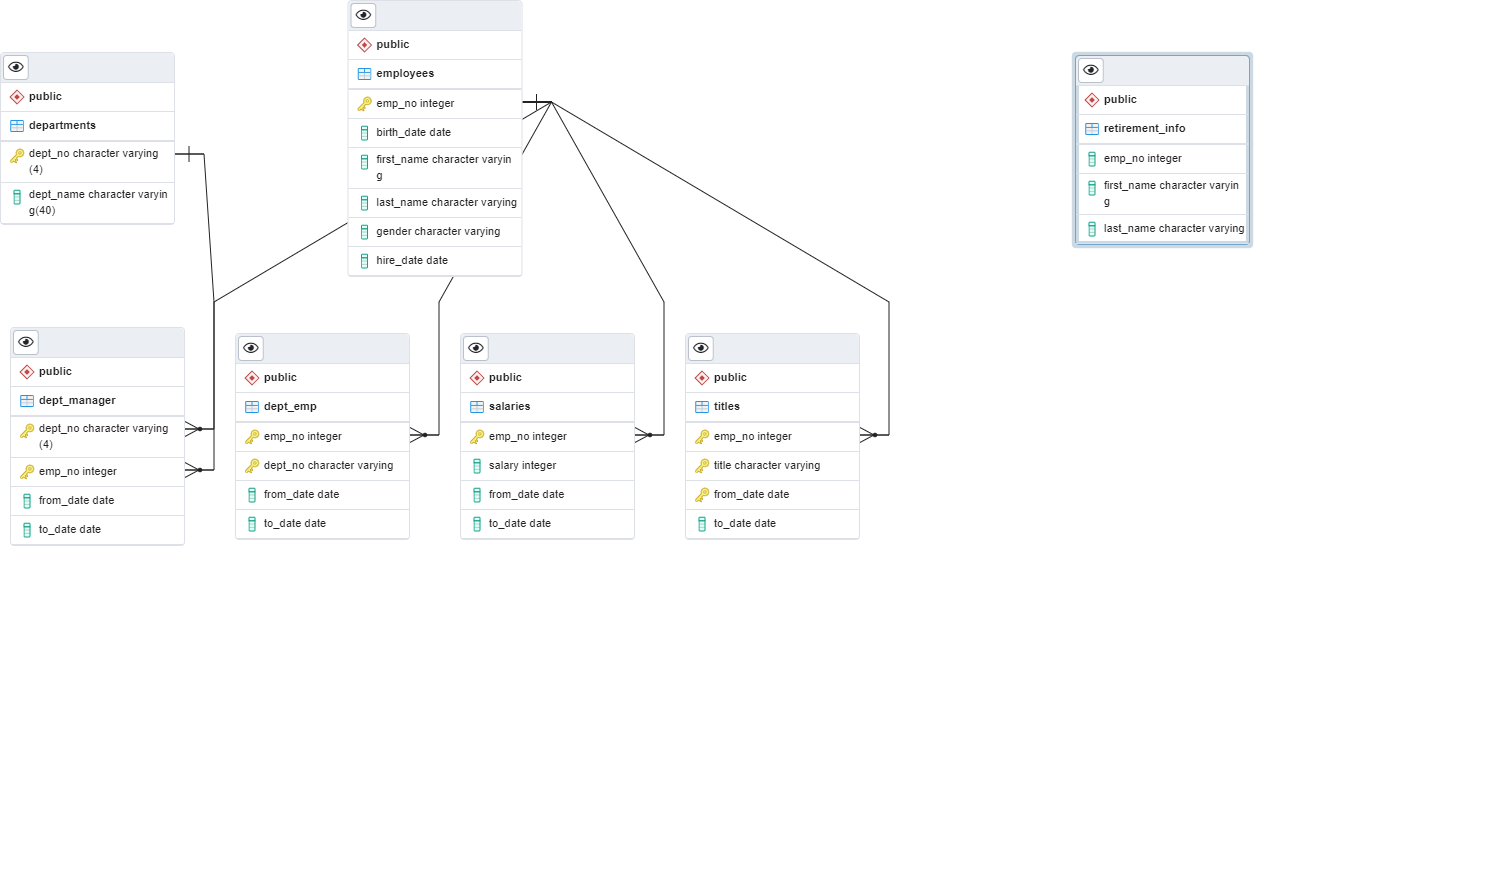 public
employees
emp_no integer
birth_date date
first_name character varyin
g
last_name character varying
gender character varying
hire_date date
public
departments
dept_no character varying
(4)
dept_name character varyin
g(40)
public
retirement_info
emp_no integer
first_name character varyin
g
last_name character varying
public
dept_manager
dept_no character varying
(4)
emp_no integer
from_date date
to_date date
public
dept_emp
emp_no integer
dept_no character varying
from_date date
to_date date
public
salaries
emp_no integer
salary integer
from_date date
to_date date
public
titles
emp_no integer
title character varying
from_date date
to_date date